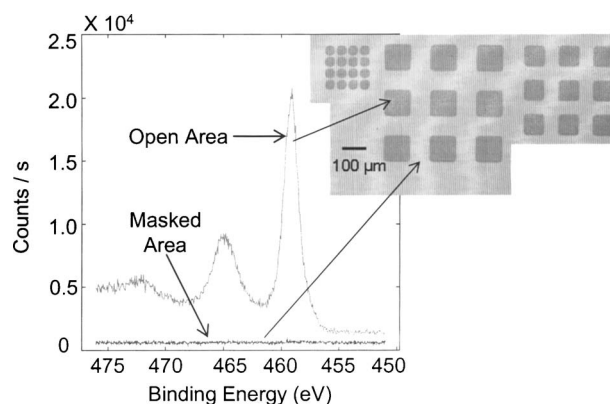 X 10⁴
2.5
2.0
1.5
1.0
0.5
0
Counts / s
Open Area
Masked
Area
100 µm
475 470 465 460 455 450
Binding Energy (eV)